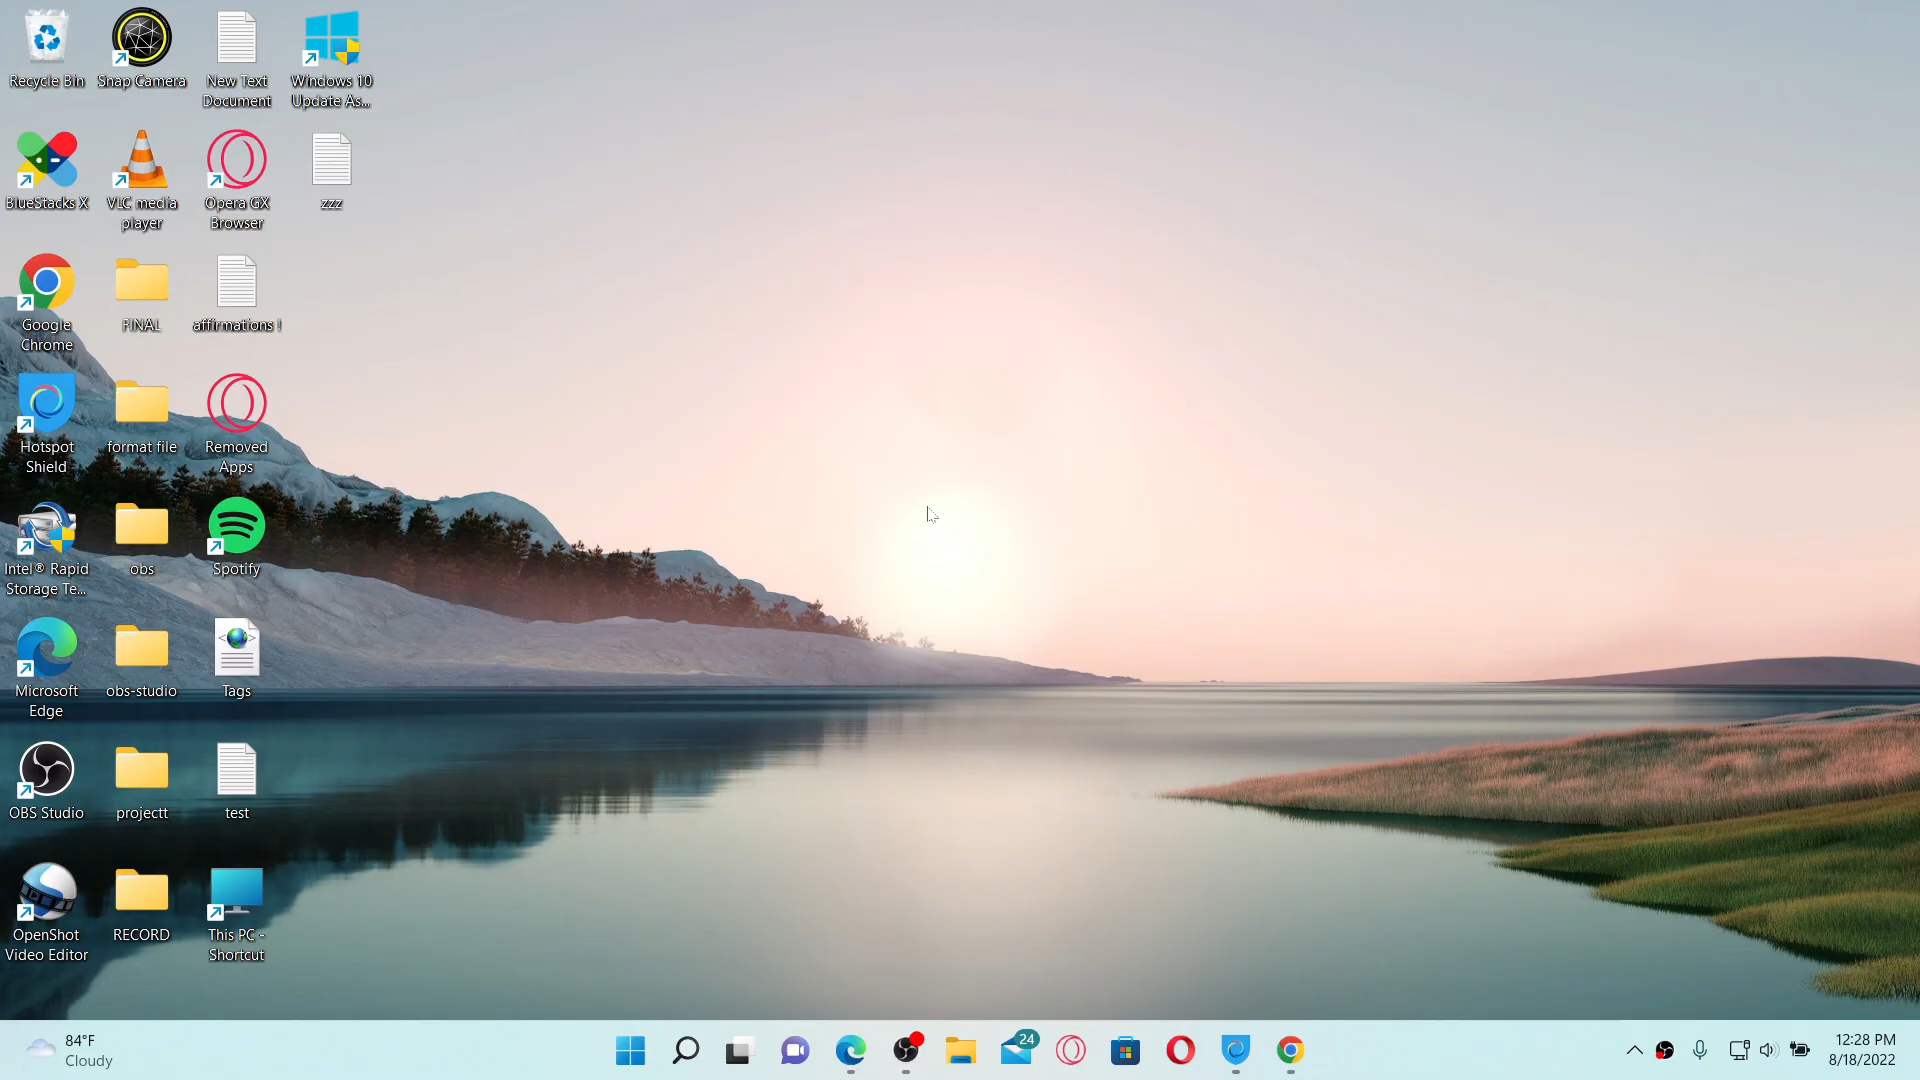 Recycle Bin
Snap Camera
New Text
Document
Windows 10
Update As...
BlueStacks X
VLC media
player
Opera GX
Browser
zzz
Google
Chrome
FINAL
affirmations !
Hotspot
Shield
format file
Removed
Apps
Intel® Rapid
Storage Te...
obs
Spotify
Microsoft
Edge
obs-studio
Tags
OBS Studio
projectt
test
OpenShot
Video Editor
RECORD
This PC -
Shortcut
84°F
Cloudy
24
12:28 PM
8/18/2022